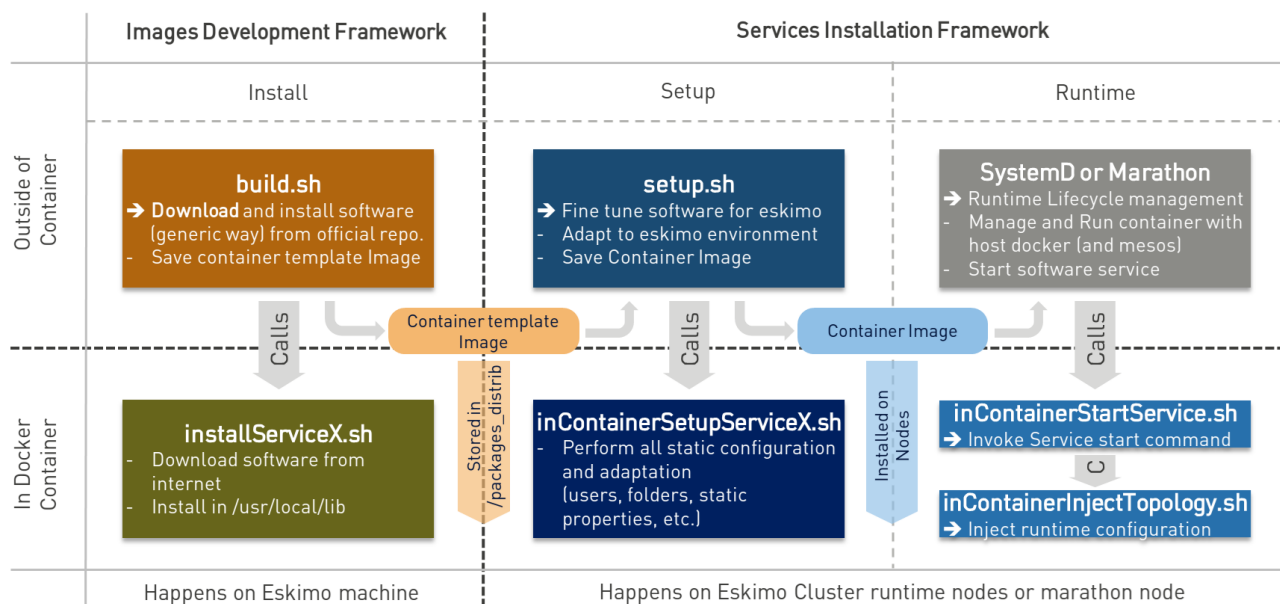 Images Development Framework
Services Installation Framework
Install
Setup
Runtime
Outside of
Container
build.sh
➔ Download and install software
(generic way) from official repo.
- Save container template Image
setup.sh
➔ Fine tune software for eskimo
- Adapt to eskimo environment
- Save Container Image
SystemD or Marathon
➔ Runtime Lifecycle management
- Manage and Run container with
host docker (and mesos)
- Start software service
Calls
Container template
Image
Calls
Container Image
Calls
In Docker
Container
installServiceX.sh
- Download software from
internet
- Install in /usr/local/lib
Stored in
/packages_distrib
inContainerSetupServiceX.sh
- Perform all static configuration
and adaptation
(users, folders, static
properties, etc.)
Installed on
Nodes
inContainerStartService.sh
➔ Invoke Service start command
C
inContainerInjectTopology.sh
➔ Inject runtime configuration
Happens on Eskimo machine
Happens on Eskimo Cluster runtime nodes or marathon node